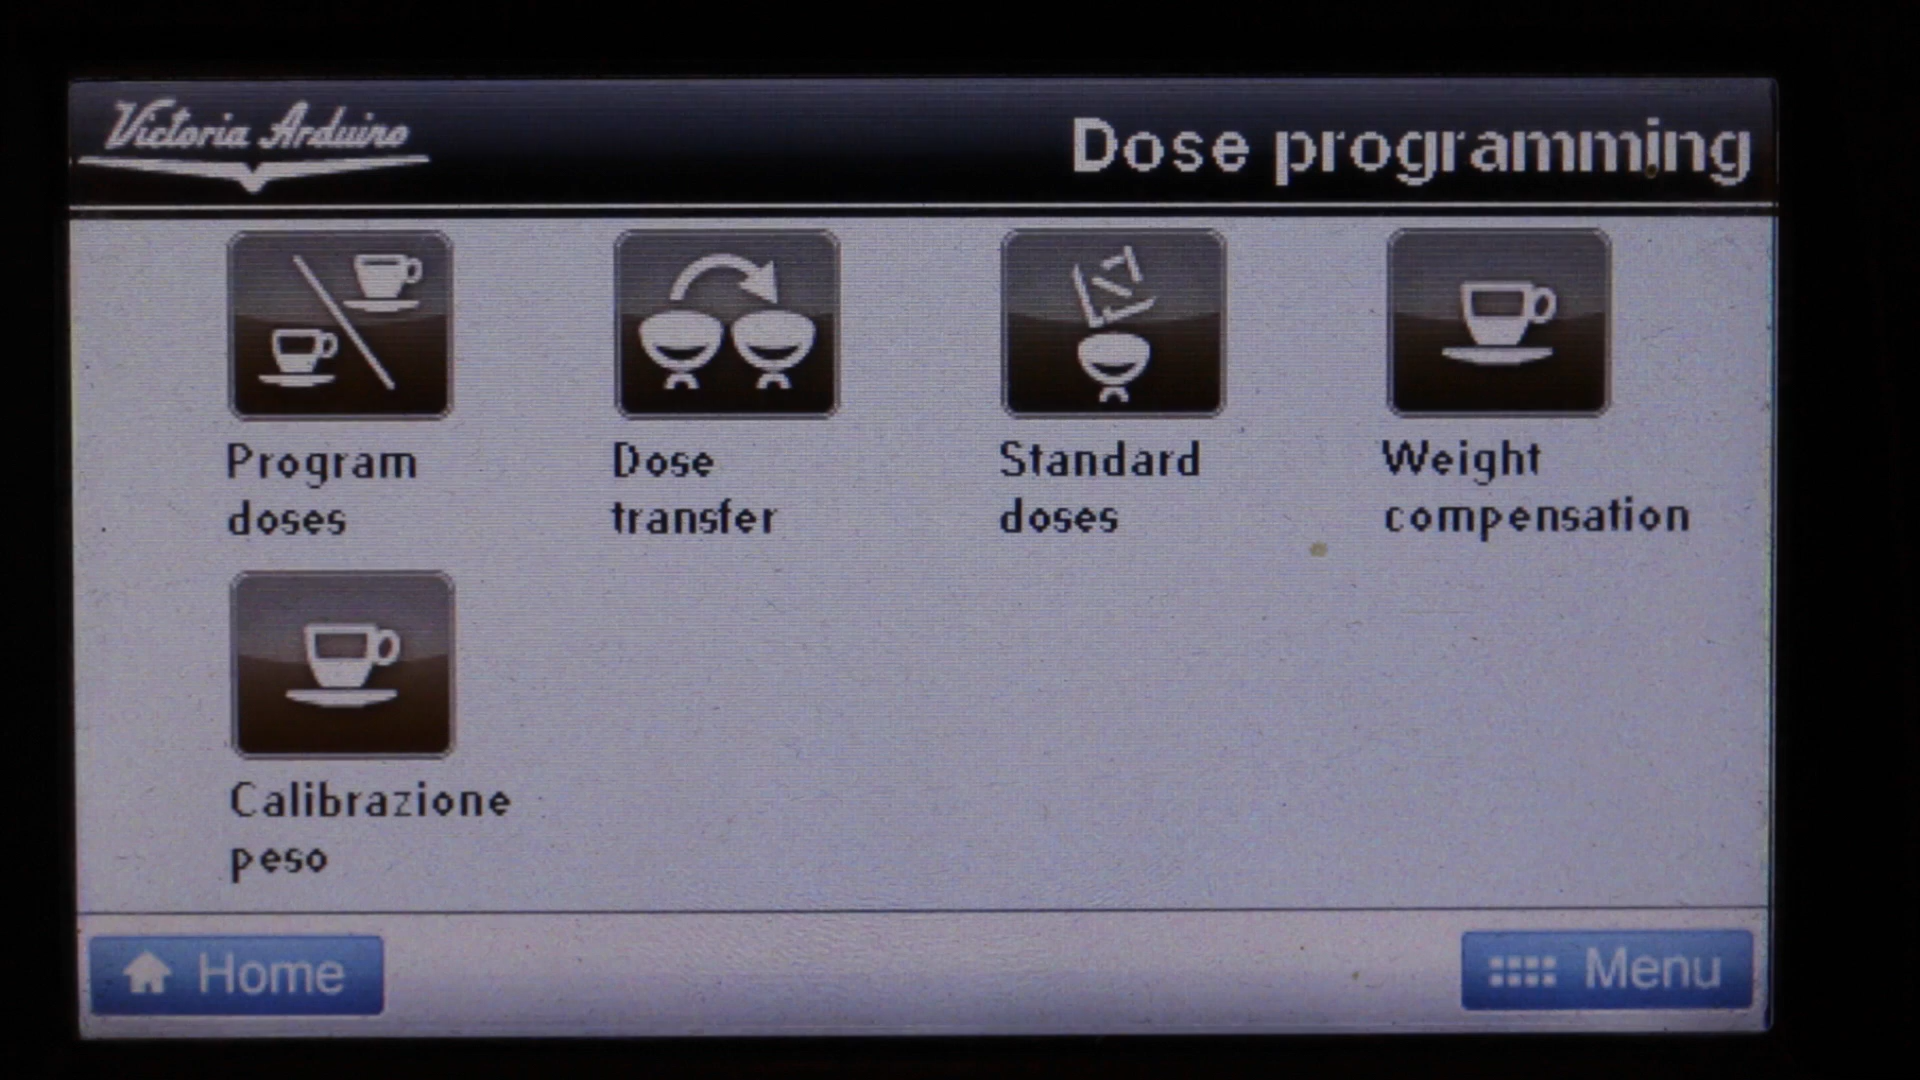 Victoria Arduino
Dose programming
Program
doses
Dose
transfer
Standard
doses
Weight
compensation
Calibrazione
peso
Home
Menu